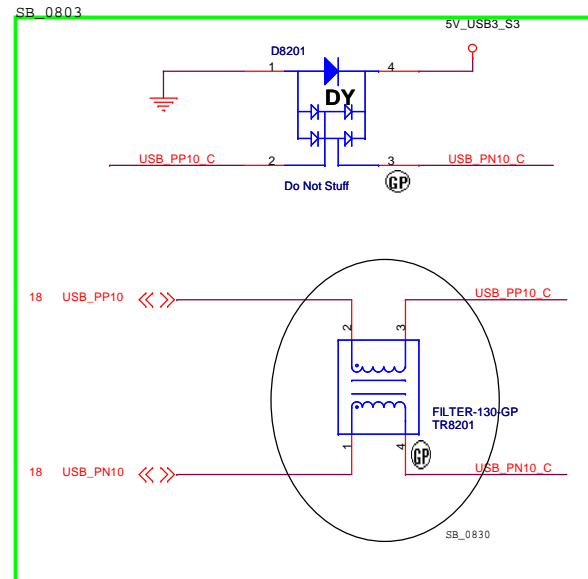 SB_0803
5V_USB3_S3
D8201
1
4
DY
USB_PP10_C
2
3
USB_PN10_C
Do Not Stuff
GP
18 USB_PP10
USB_PP10_C
2
3
FILTER-130-GP
TR8201
1
4
GP
18 USB_PN10
USB_PN10_C
SB_0830